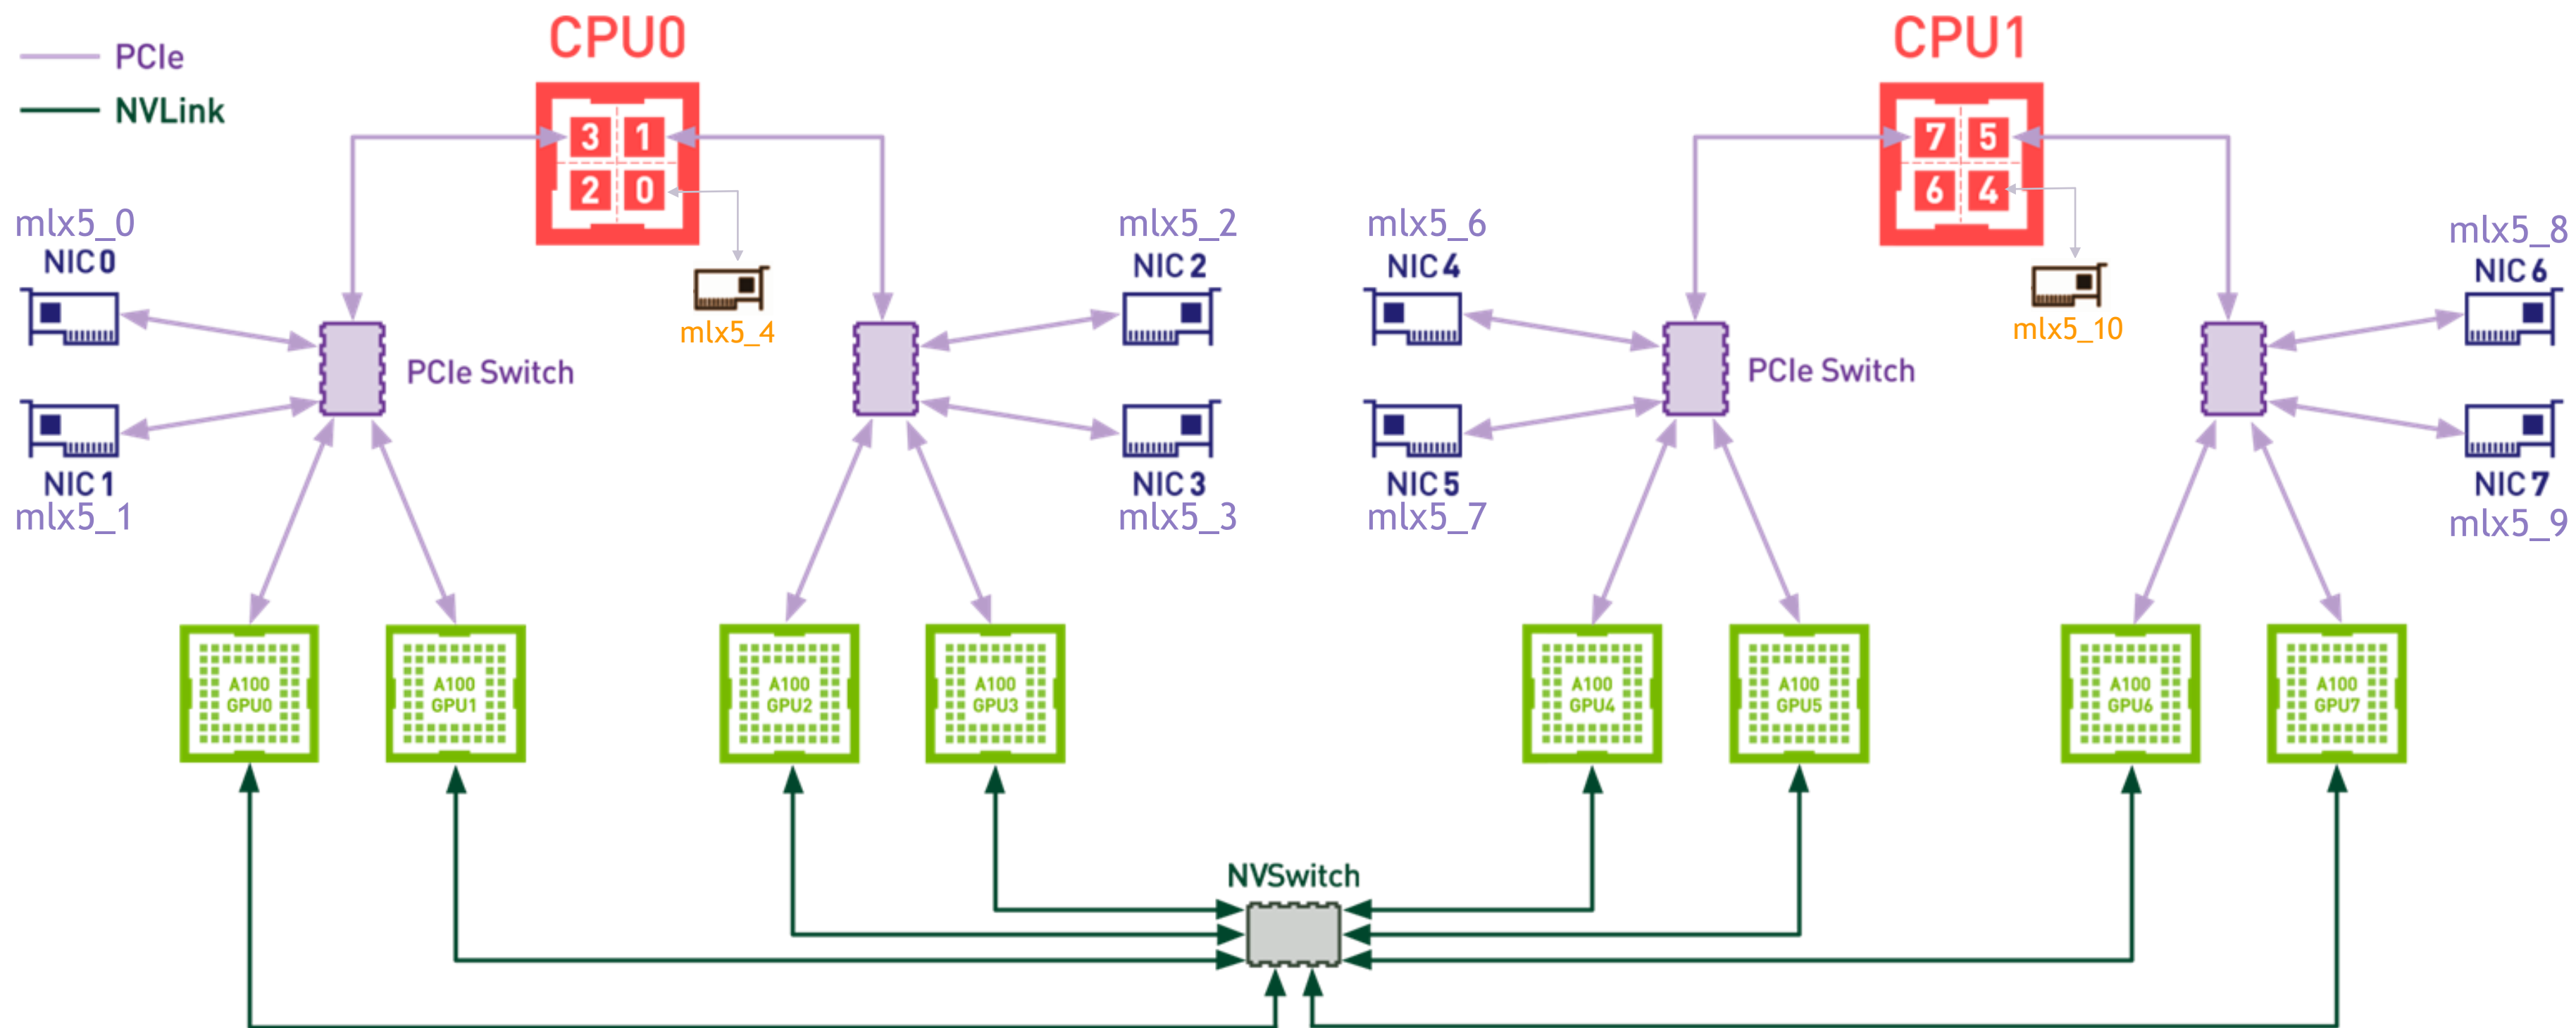 CPU0
CPU1
PCIe
NVLink
3 1
2 0
7 5
6 4
mlx5_0
NIC0
mlx5_2
NIC 2
mlx5_6
NIC 4
mlx5_8
NIC 6
mlx5_4
mlx5_10
PCIe Switch
PCIe Switch
NIC 1
mlx5_1
NIC 3
mlx5_3
NIC 5
mlx5_7
NIC 7
mlx5_9
A100
GPU0
A100
GPU1
A100
GPU2
A100
GPU3
A100
GPU4
A100
GPU5
A100
GPU6
A100
GPU7
NVSwitch